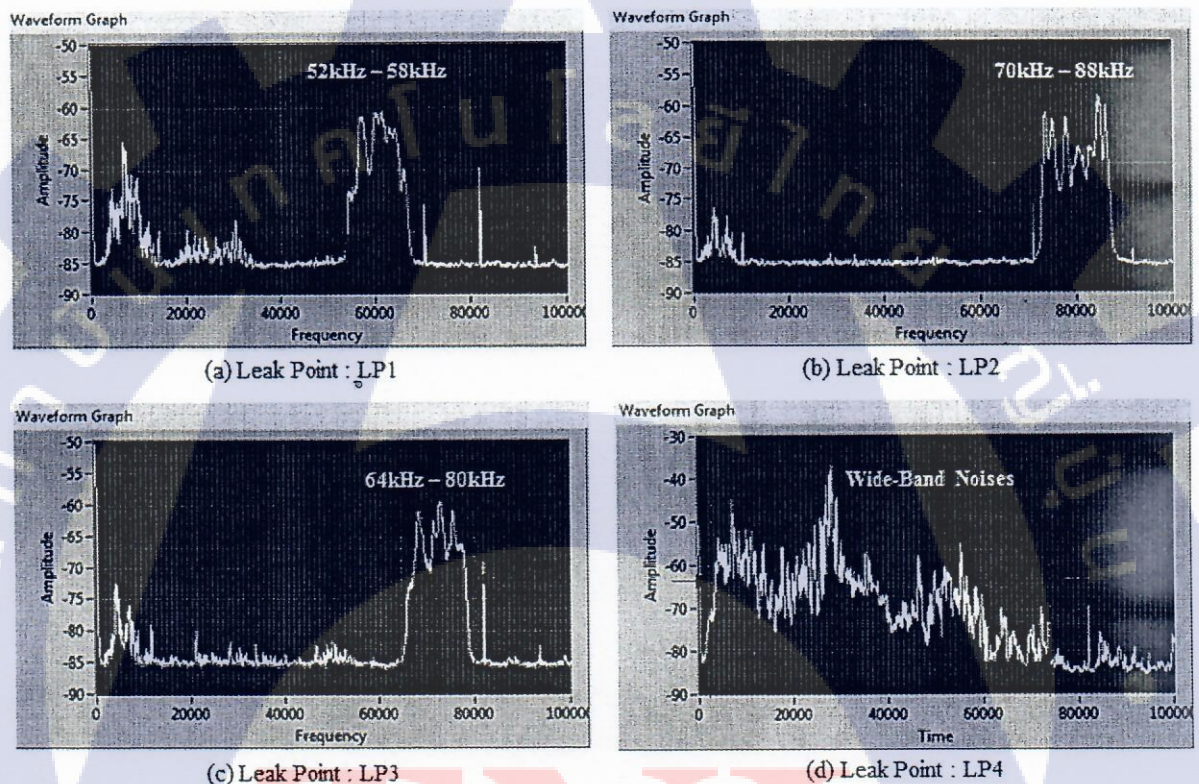 Waveform Graph
-50
-55
-60
-65
-70
-75
-80
-85
-90
Amplitude
52kHz – 58kHz
0
20000
40000
60000
80000
100000
Frequency
(a) Leak Point : LP1
Waveform Graph
-50
-55
-60
-65
-70
-75
-80
-85
-90
Amplitude
70kHz – 88kHz
0
20000
40000
60000
80000
100000
Frequency
(b) Leak Point : LP2
Waveform Graph
-50
-55
-60
-65
-70
-75
-80
-85
-90
Amplitude
64kHz – 80kHz
0
20000
40000
60000
80000
100000
Frequency
(c) Leak Point : LP3
Waveform Graph
-30
-40
-50
-60
-70
-80
-90
Amplitude
Wide-Band Noises
0
20000
40000
60000
80000
100000
Time
(d) Leak Point : LP4